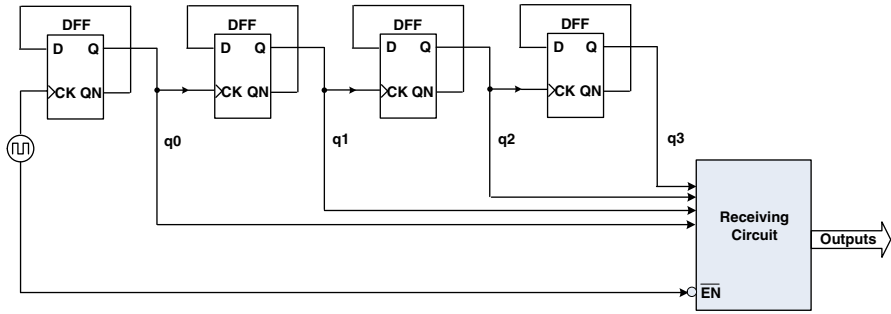 DFF
D Q
CK QN
DFF
D Q
CK QN
DFF
D Q
CK QN
DFF
D Q
CK QN
q0
q1
q2
q3
Receiving
Circuit
Outputs
EN